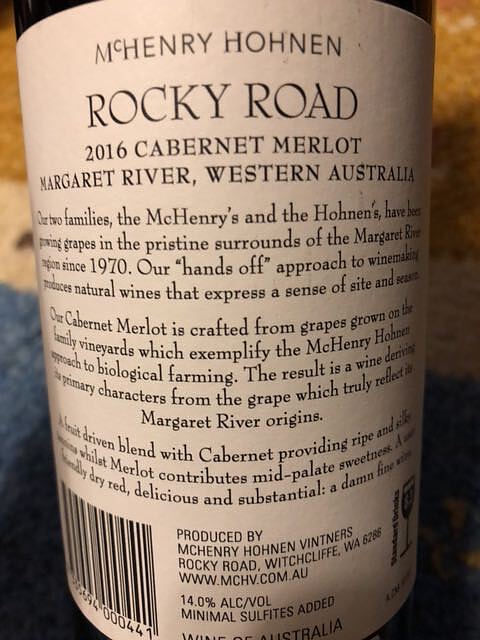 McHENRY HOHNEN
ROCKY ROAD
2016 CABERNET MERLOT
MARGARET RIVER, WESTERN AUSTRALIA
Our two families, the McHenry's and the Hohnen's, have been
growing grapes in the pristine surrounds of the Margaret River
region since 1970. Our "hands off" approach to winemaking
produces natural wines that express a sense of site and season.
Our Cabernet Merlot is crafted from grapes grown on the
family vineyards which exemplify the McHenry Hohnen
approach to biological farming. The result is a wine deriving
its primary characters from the grape which truly reflect its
Margaret River origins.
A fruit driven blend with Cabernet providing ripe and silky
whilst Merlot contributes mid-palate sweetness. A
friendly dry red, delicious and substantial: a damn fine wine.
Standard Drinks
PRODUCED BY
MCHENRY HOHNEN VINTNERS
ROCKY ROAD, WITCHCLIFFE, WA 6286
WWW.MCHV.COM.AU
14.0% ALC/VOL
MINIMAL SULFITES ADDED
WINE OF AUSTRALIA
694 000441